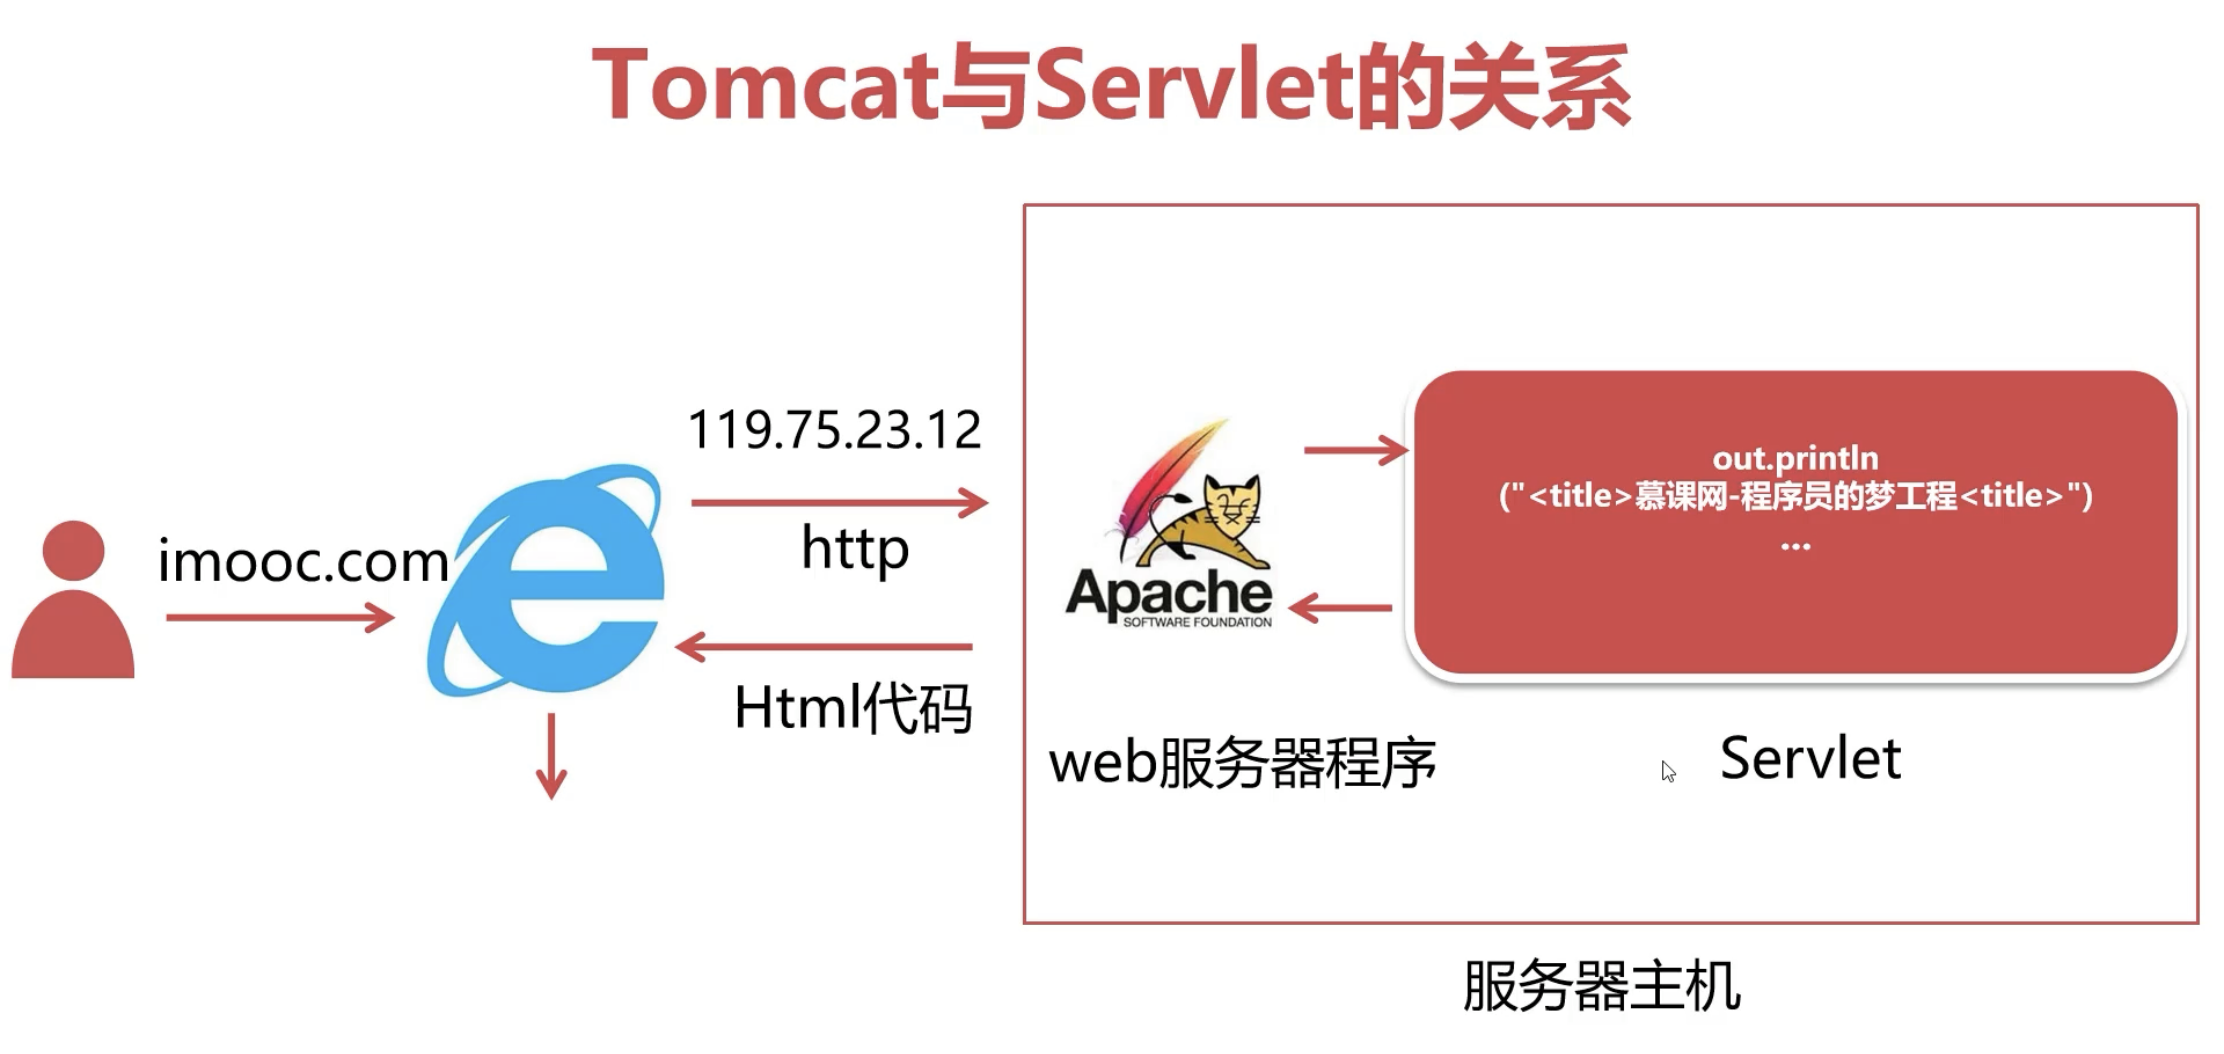 Tomcat与Servlet的关系
imooc.com
119.75.23.12
http
Html代码
Apache
SOFTWARE FOUNDATION
web服务器程序
out.println
("<title>慕课网-程序员的梦工程<title>")
...
Servlet
服务器主机